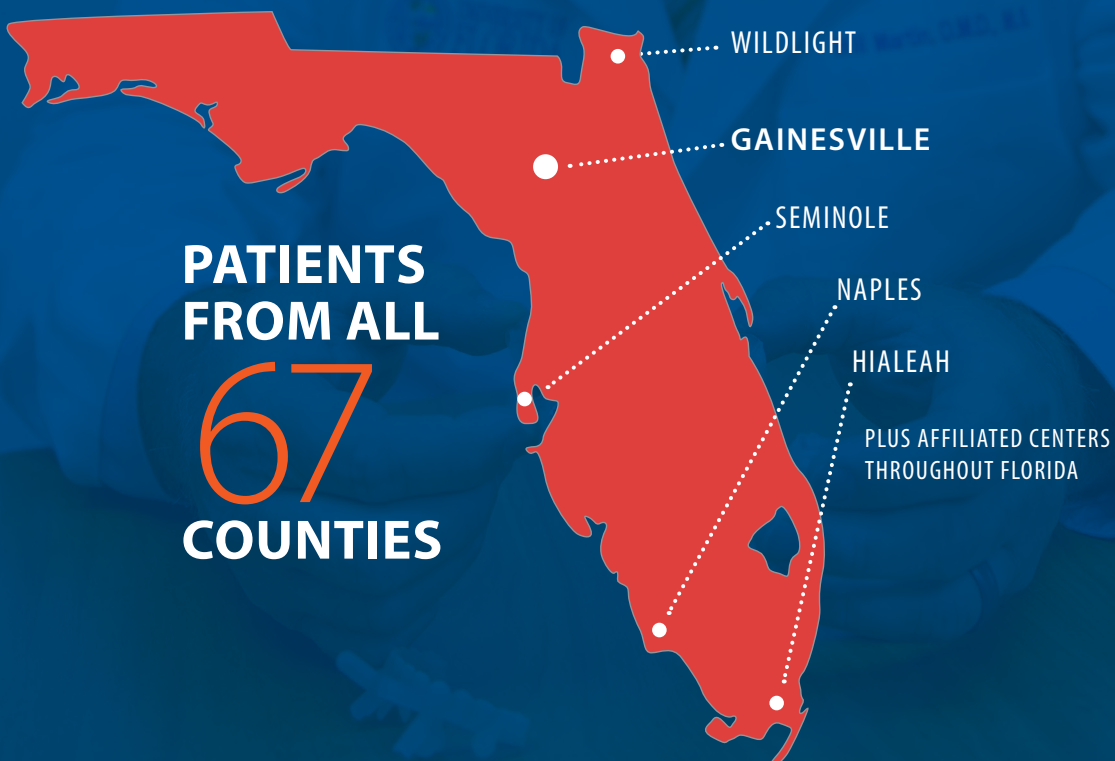 WILDLIGHT
GAINESVILLE
SEMINOLE
NAPLES
HIALEAH
PLUS AFFILIATED CENTERS
THROUGHOUT FLORIDA
PATIENTS
FROM ALL
67
COUNTIES